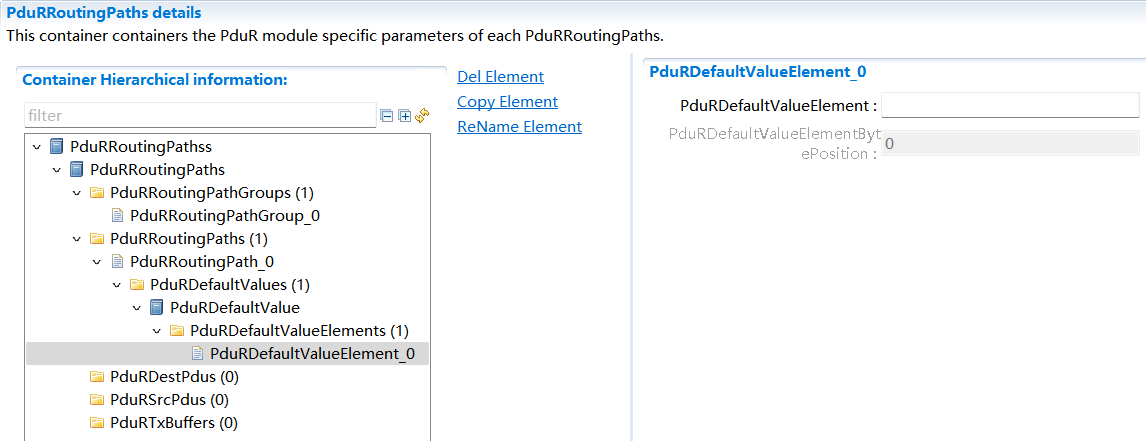 PduRRoutingPaths details
This container containers the PduR module specific parameters of each PduRRoutingPaths.
Container Hierarchical information:
filter
PduRRoutingPathss
PduRRoutingPaths
PduRRoutingPathGroups (1)
PduRRoutingPathGroup_0
PduRRoutingPaths (1)
PduRRoutingPath_0
PduRDefaultValues (1)
PduRDefaultValue
PduRDefaultValueElements (1)
PduRDefaultValueElement_0
PduRDestPdus (0)
PduRSrcPdus (0)
PduRTxBuffers (0)
Del Element
Copy Element
ReName Element
PduRDefaultValueElement_0
PduRDefaultValueElement :
PduRDefaultValueElementByt
ePosition :
0